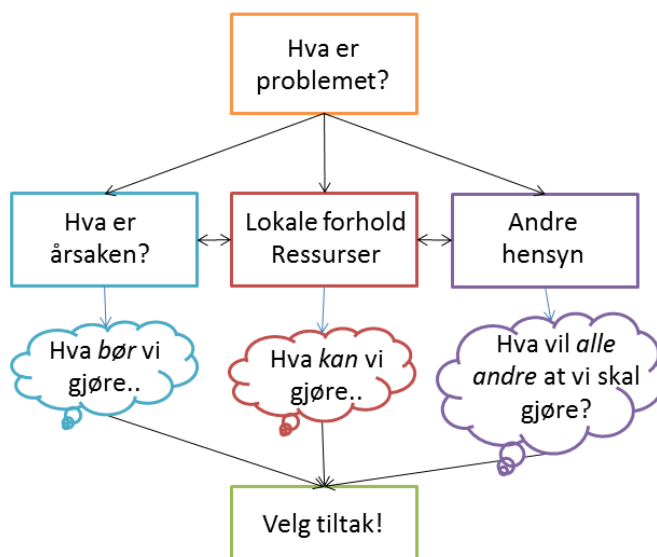 Hva er
problemet?
Hva er
årsaken?
Lokale forhold
Ressurser
Andre
hensyn
Hva bør vi
gjøre..
Hva kan vi
gjøre..
Hva vil alle
andre at vi skal
gjøre?
Velg tiltak!